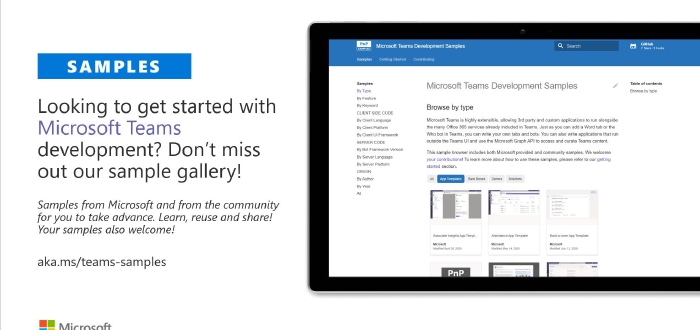 SAMPLES
Looking to get started with
Microsoft Teams
development? Don't miss
out our sample gallery!
Samples from Microsoft and from the community
for you to take advance. Learn, reuse and share!
Your samples also welcome!
aka.ms/teams-samples
Microsoft
PnP
Microsoft Teams Development Samples
Search
GitHub
Samples Getting Started Contributing
Samples
By Type
By Feature
By Keyword
CLIENT SIDE CODE
By Client Language
By Client Platform
By Client UI Framework
SERVER CODE
By Bot Framework Version
By Server Language
By Server Platform
ORIGIN
By Author
By Year
All
Microsoft Teams Development Samples
Browse by type
Microsoft Teams is highly extensible, allowing 3rd party and custom applications to run alongside
the many Office 365 services already included in Teams. Just as you can add a Word tab or the
Who bot in Teams, you can write your own tabs and bots. You can also write applications that run
outside the Teams UI and use the Microsoft Graph API to access and curate Teams content.
This sample browser includes both Microsoft provided and community samples. We welcome
your contributions! To learn more about how to use these samples, please refer to our getting
started section.
All App Templates Demos
Microsoft
Microsoft
Microsoft
PnP
Table of contents
Browse by type